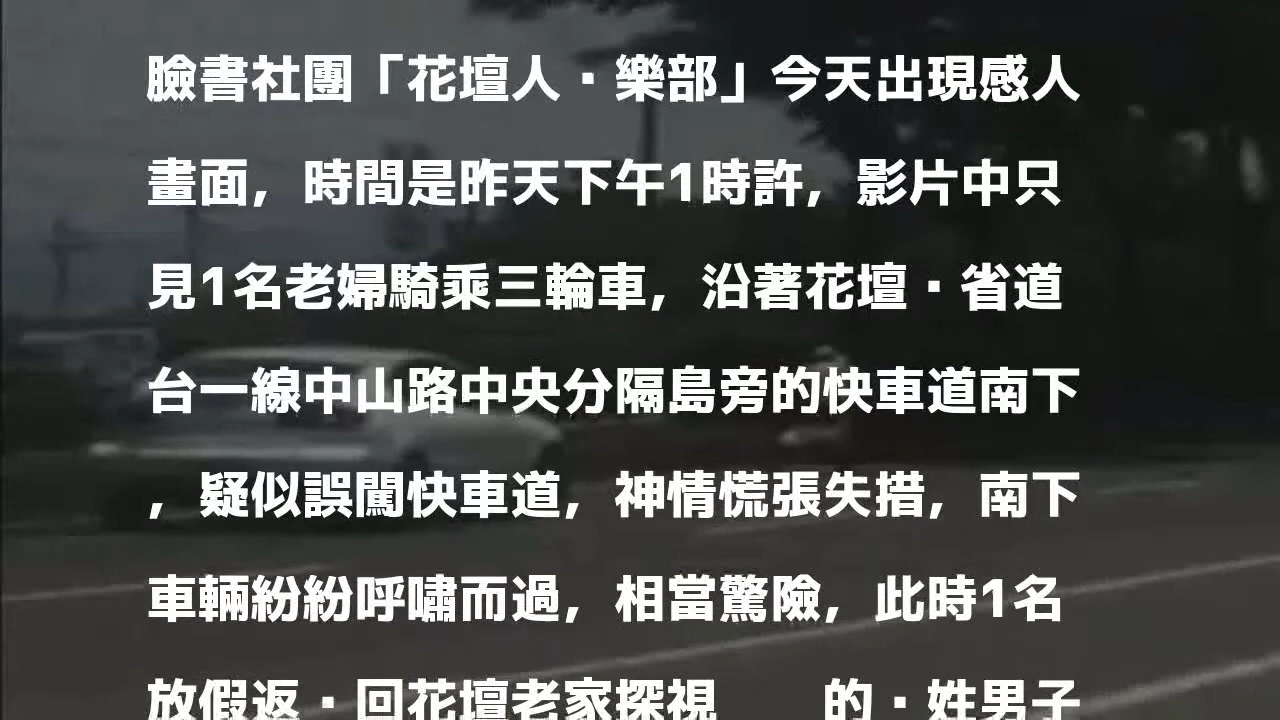 臉書社團「花壇人·樂部」今天出現感人
畫面，時間是昨天下午1時許，影片中只
見1名老婦騎乘三輪車，沿著花壇·省道
台一線中山路中央分隔島旁的快車道南下
，疑似誤闖快車道，神情慌張失措，南下
車輛紛紛呼嘯而過，相當驚險，此時1名
放假返·回花壇老家探視　　的·姓男子